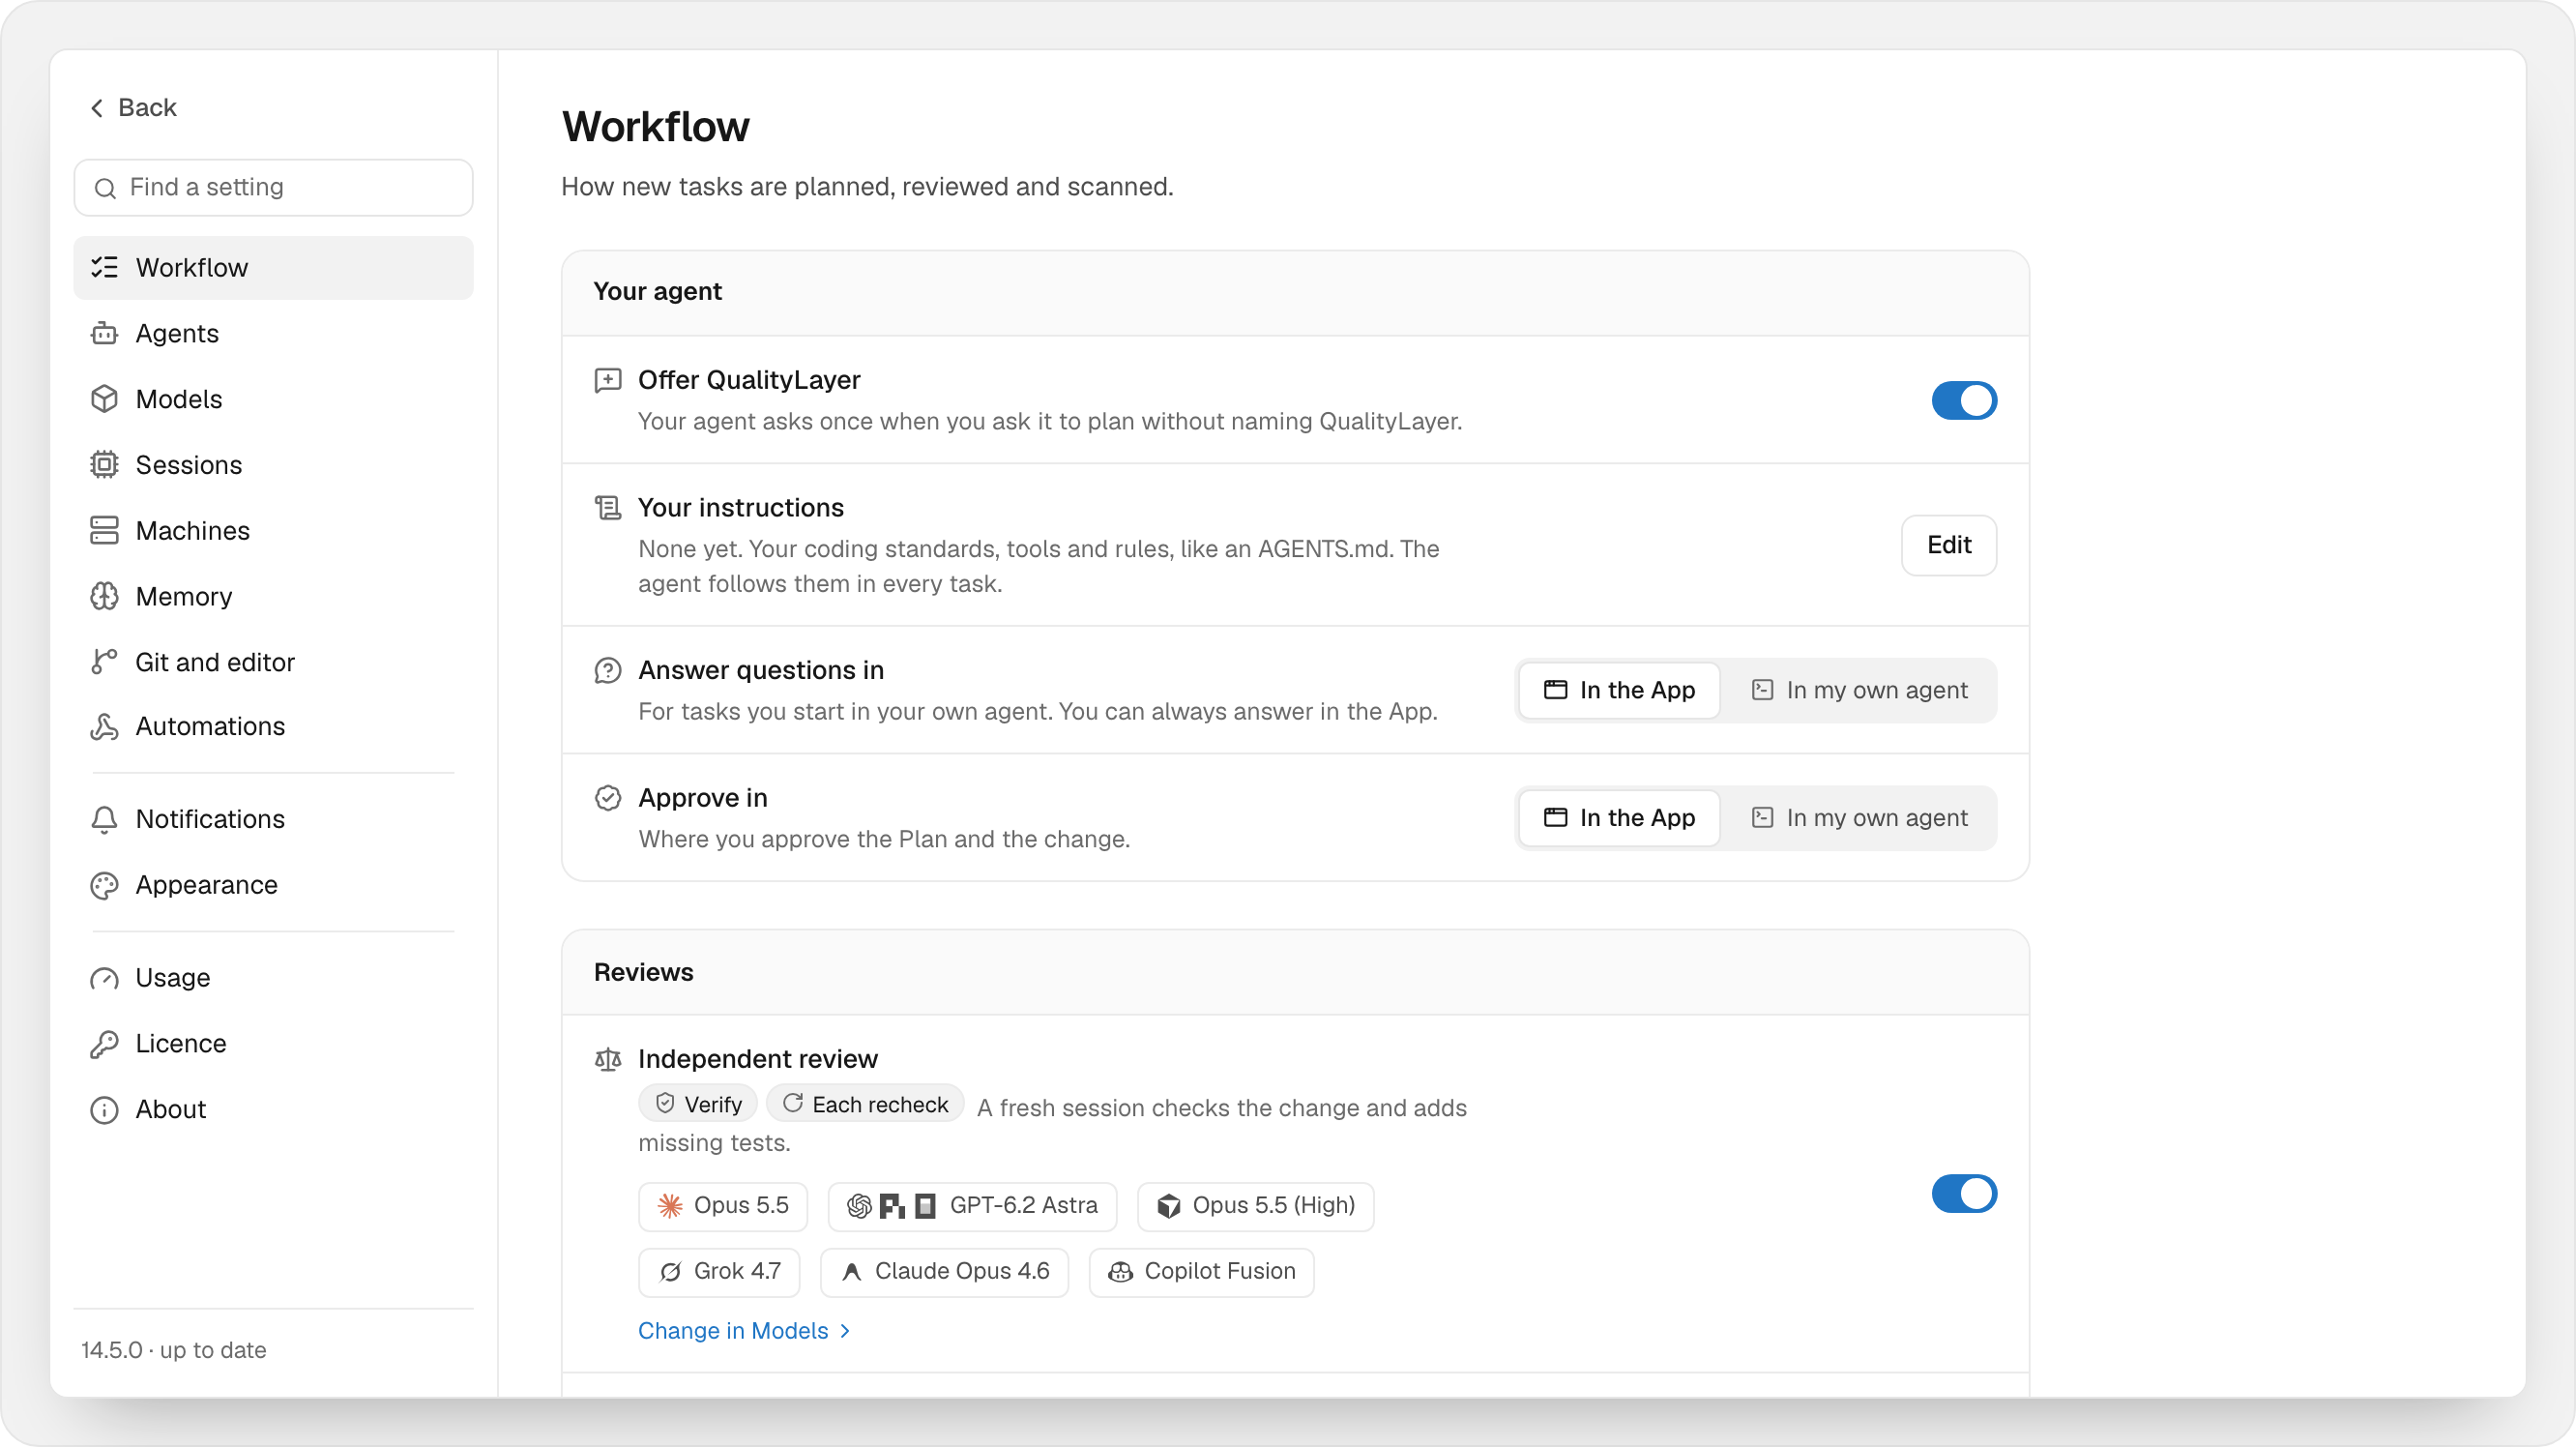 Back
Find a setting
Workflow
Agents
Models
Sessions
Machines
Memory
Git and editor
Automations
Notifications
Appearance
Usage
Licence
About
14.5.0 · up to date
Workflow
How new tasks are planned, reviewed and scanned.
Your agent
Offer QualityLayer
Your agent asks once when you ask it to plan without naming QualityLayer.
Your instructions
None yet. Your coding standards, tools and rules, like an AGENTS.md. The
agent follows them in every task.
Edit
Answer questions in
For tasks you start in your own agent. You can always answer in the App.
In the App In my own agent
Approve in
Where you approve the Plan and the change.
In the App In my own agent
Reviews
Independent review
Verify Each recheck A fresh session checks the change and adds
missing tests.
Opus 5.5 GPT-6.2 Astra Opus 5.5 (High)
Grok 4.7 Claude Opus 4.6 Copilot Fusion
Change in Models